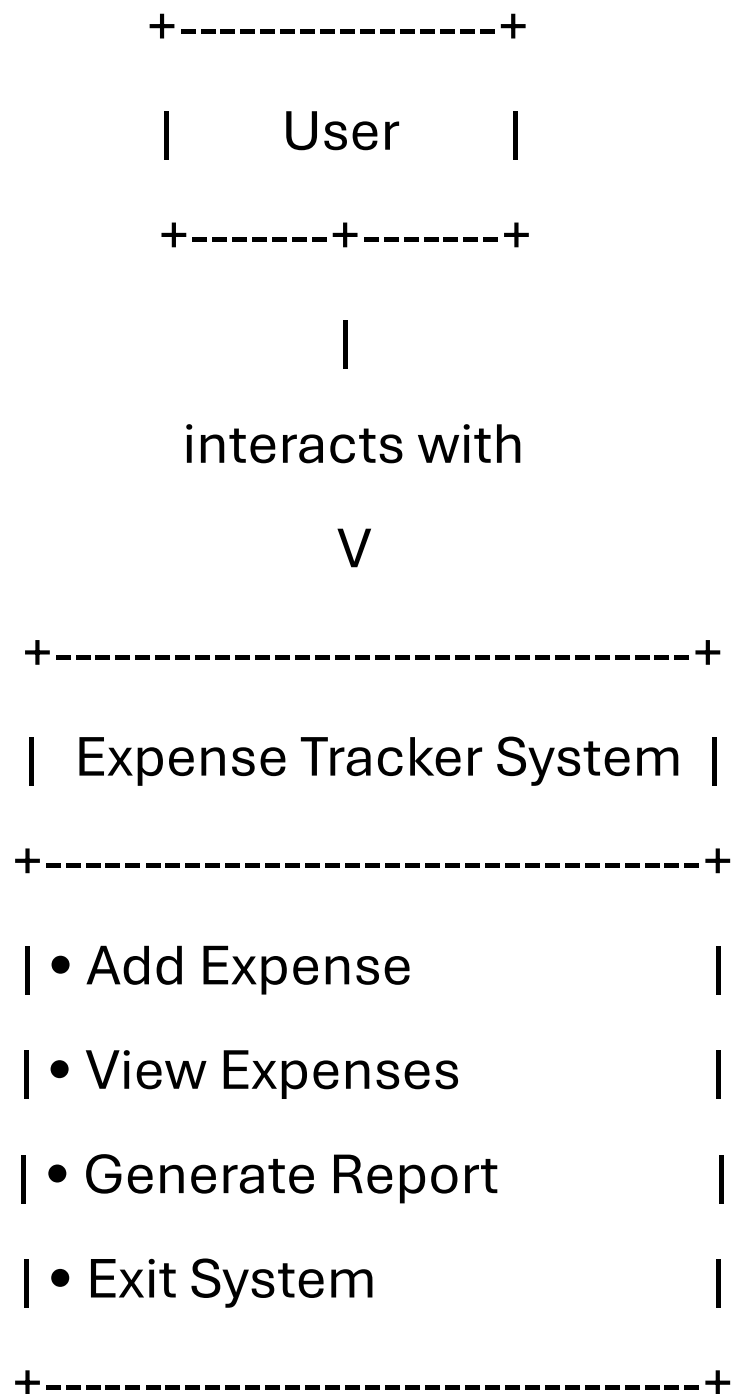 +----------------+
| User |
+-------+-------+
|
interacts with
V
+--------------------------------+
| Expense Tracker System |
+---------------------------------+
| • Add Expense |
| • View Expenses |
| • Generate Report |
| • Exit System |
+---------------------------------+